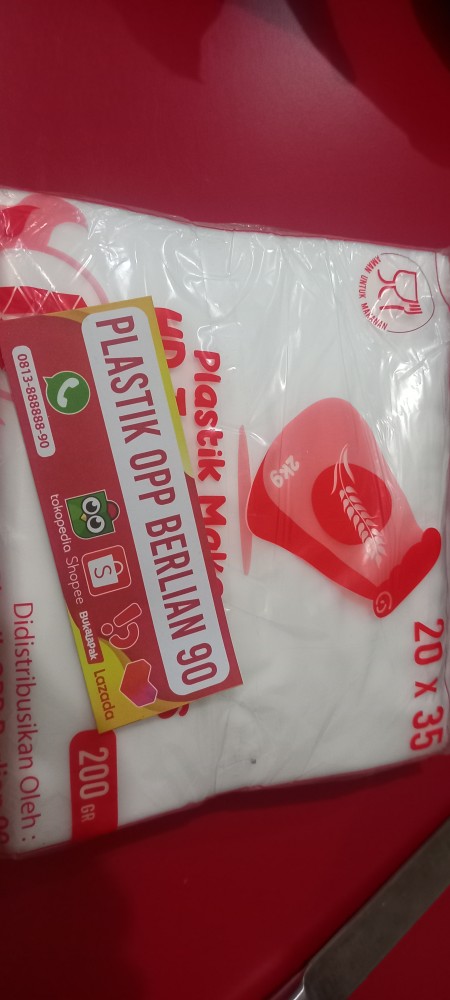 AMAN UNTUK MAKANAN
Plastik
HD
2Kg
20 X 35
PLASTIK OPP BERLIAN 90
0813-888888-90
tokopedia
Shopee
BukaLapak
Lazada
200 GR
Didistribusikan Oleh :